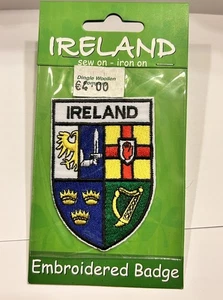 IRELAND
sew on - iron on
Dingle Wooden
€4.00
IRELAND
Embroidered Badge